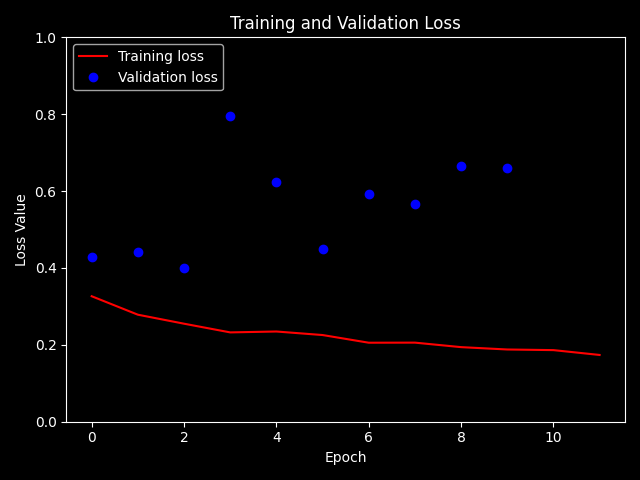 Training and Validation Loss
Training loss
Validation loss
1.0
0.8
0.6
0.4
0.2
0.0
Loss Value
0 2 4 6 8 10
Epoch